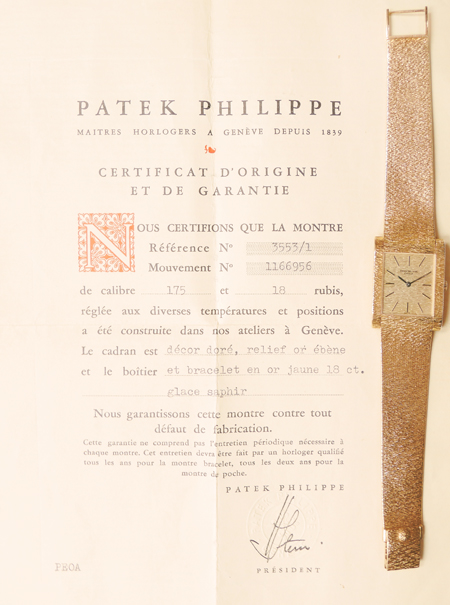 PATEK PHILIPPE
MAITRES HORLOGERS A GENÈVE DEPUIS 1839
CERTIFICAT D'ORIGINE
ET DE GARANTIE
NOUS CERTIFIONS QUE LA MONTRE
Référence No 3553/1
Mouvement No 1166956
de calibre 175 et 18 rubis,
réglée aux diverses températures et positions
a été construite dans nos ateliers à Genève.
Le cadran est décor doré, relief or ébène
et le boîtier et bracelet en or jaune 18 ct.
glace saphir
Nous garantissons cette montre contre tout
défaut de fabrication.
Cette garantie ne comprend pas l'entretien périodique nécessaire à
chaque montre. Cet entretien devra être fait par un horloger qualifié
tous les ans pour la montre bracelet, tous les deux ans pour la
montre de poche.
PATEK PHILIPPE
Stern
PRÉSIDENT